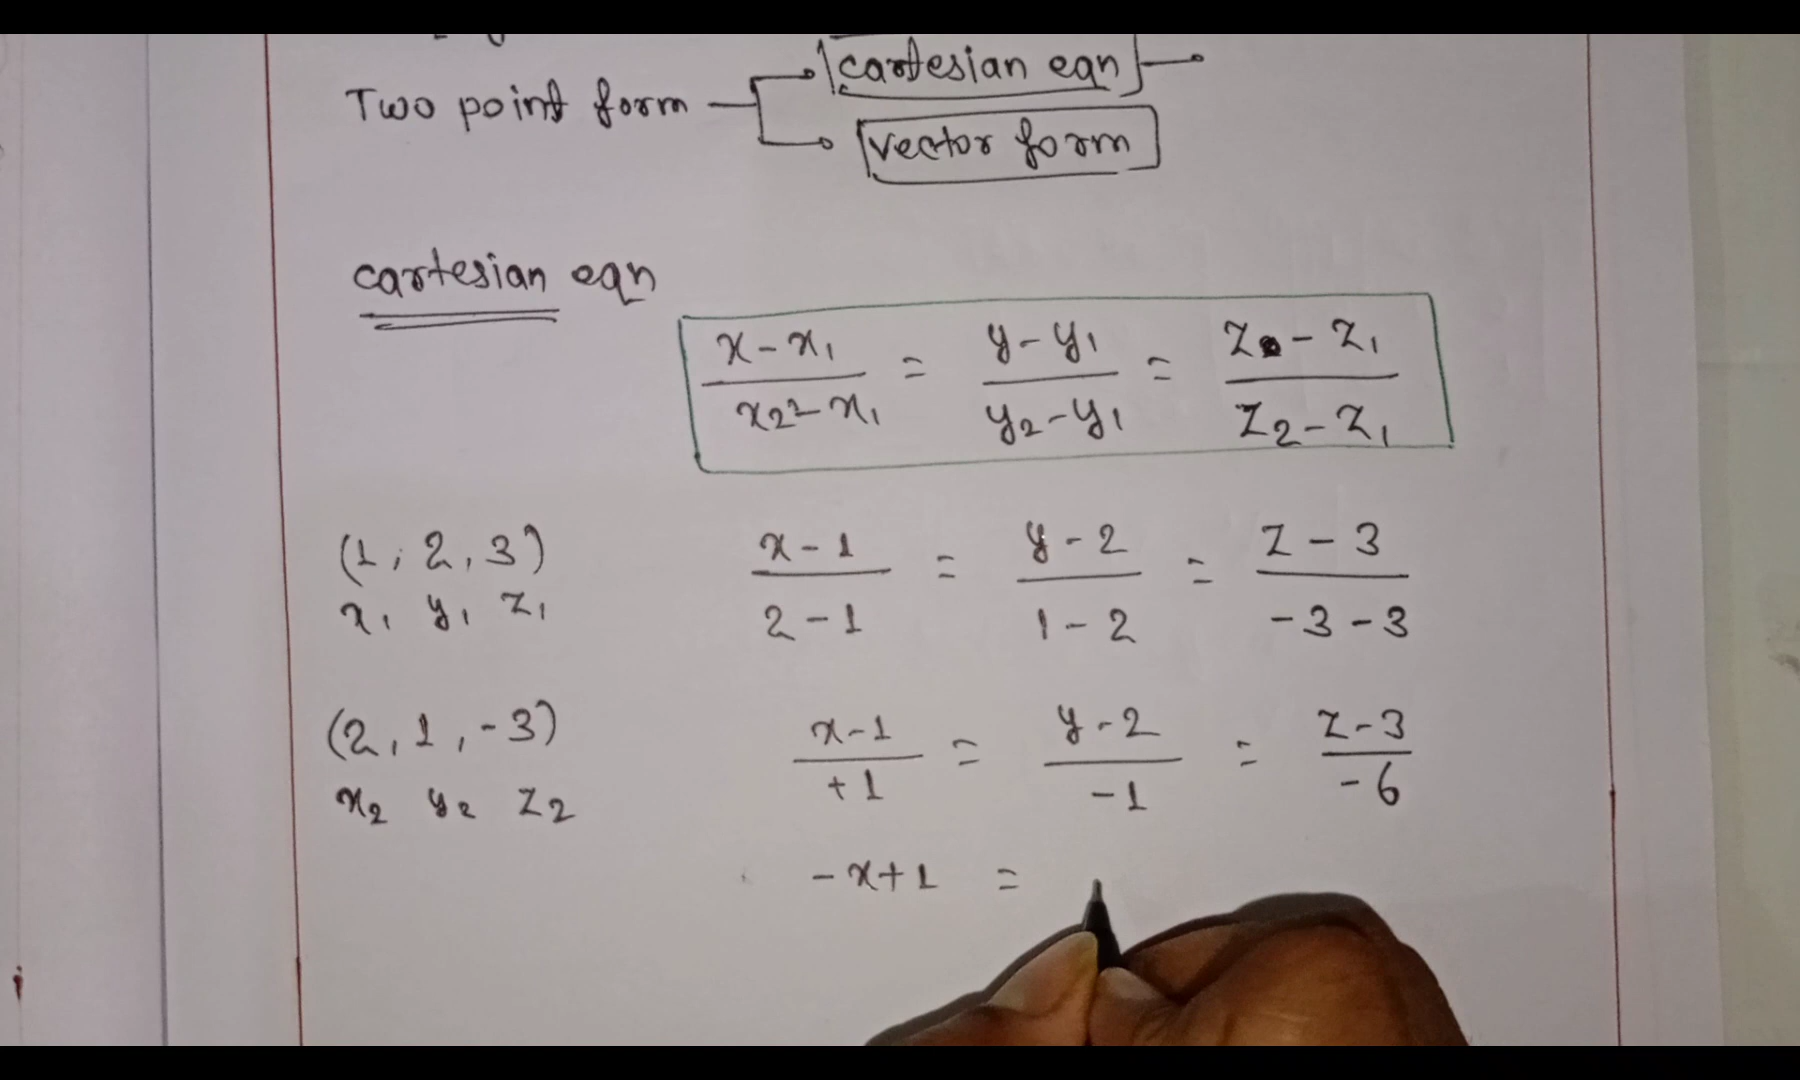 Two point form
cartesian eqn
vector form
cartesian eqn
x - x₁ / x₂² - x₁ = y - y₁ / y₂ - y₁ = z - z₁ / z₂ - z₁
(1, 2, 3)
x₁ y₁ z₁
x - 1 / 2 - 1 = y - 2 / 1 - 2 = z - 3 / -3 - 3
(2, 1, -3)
x₂ y₂ z₂
x - 1 / +1 = y - 2 / -1 = z - 3 / -6
-x + 1 =